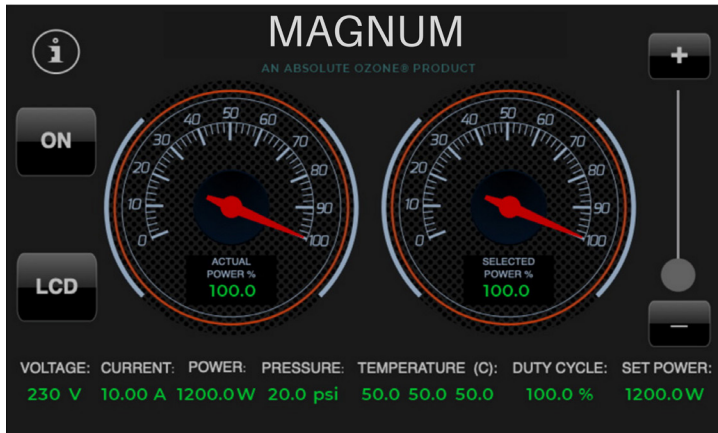 i
MAGNUM
+
AN ABSOLUTE OZONE® PRODUCT
ON
0 10 20 30 40 50 60 70 80 90 100
ACTUAL
POWER %
100.0
0 10 20 30 40 50 60 70 80 90 100
SELECTED
POWER %
100.0
LCD
–
VOLTAGE: CURRENT: POWER: PRESSURE: TEMPERATURE (C): DUTY CYCLE: SET POWER:
230 V 10.00 A 1200.0W 20.0 psi 50.0 50.0 50.0 100.0 % 1200.0W